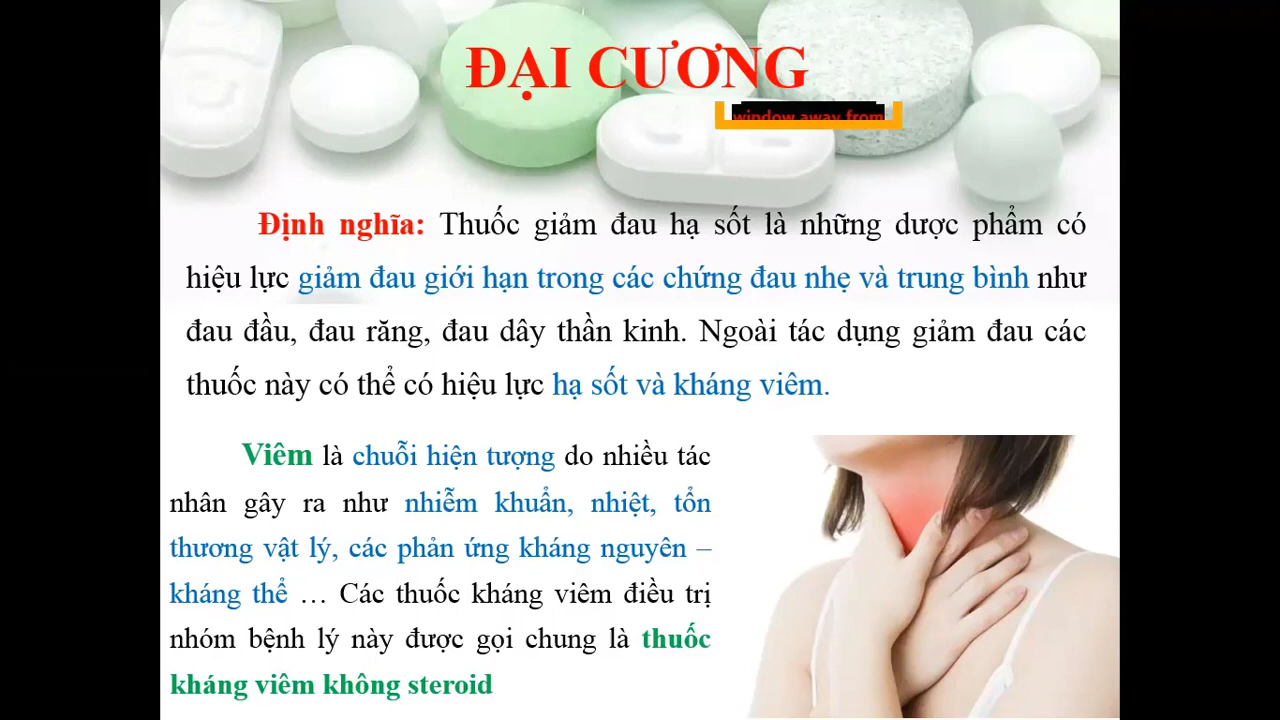 ĐẠI CƯƠNG
window away from
Định nghĩa: Thuốc giảm đau hạ sốt là những dược phẩm có
hiệu lực giảm đau giới hạn trong các chứng đau nhẹ và trung bình như
đau đầu, đau răng, đau dây thần kinh. Ngoài tác dụng giảm đau các
thuốc này có thể có hiệu lực hạ sốt và kháng viêm.
Viêm là chuỗi hiện tượng do nhiều tác
nhân gây ra như nhiễm khuẩn, nhiệt, tổn
thương vật lý, các phản ứng kháng nguyên –
kháng thể … Các thuốc kháng viêm điều trị
nhóm bệnh lý này được gọi chung là thuốc
kháng viêm không steroid